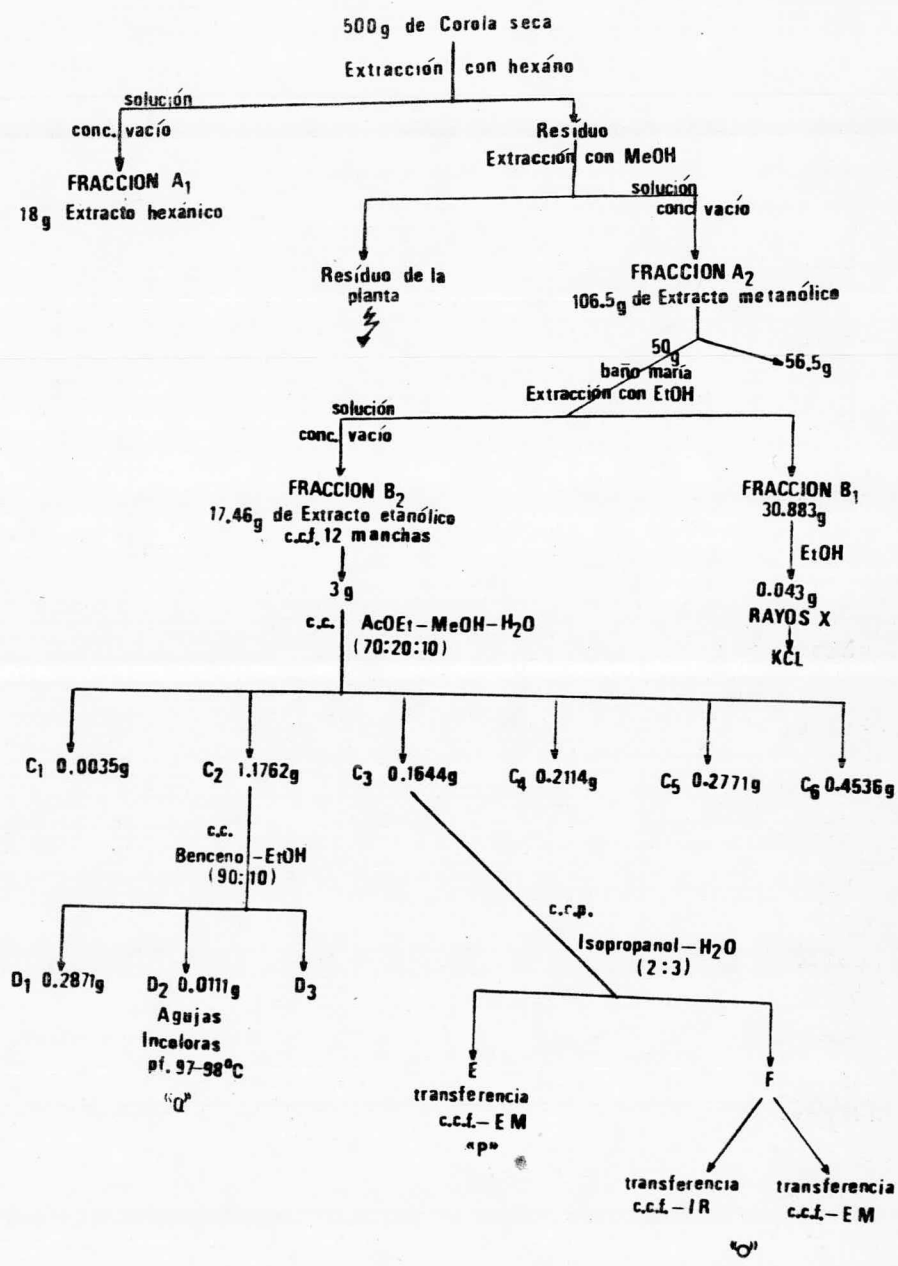 500g de Corola seca
Extracción con hexáno
solución
conc. vacío
FRACCION A1
18g Extracto hexánico
Residuo
Extracción con MeOH
solución
conc vacío
Resíduo de la
planta
FRACCION A2
106.5g de Extracto metanólico
50g
56.5g
baño maría
Extracción con EtOH
solución
conc. vacío
FRACCION B2
17.46g de Extracto etanólico
c.c.f. 12 manchas
3g
c.c. AcOEt-MeOH-H2O
(70:20:10)
FRACCION B1
30.883g
EtOH
0.043g
RAYOS X
KCL
C1 0.0035g
C2 1.1762g
C3 0.1644g
C4 0.2114g
C5 0.2771g
C6 0.4536g
c.c.
Benceno-EtOH
(90:10)
D1 0.2871g
D2 0.0111g
D3
Agujas
Incoloras
pf. 97-98°C
"Q"
c.c.p.
Isopropanol-H2O
(2:3)
E
transferencia
c.c.f.-EM
"P"
F
transferencia
c.c.f.-IR
transferencia
c.c.f.-EM
"O"